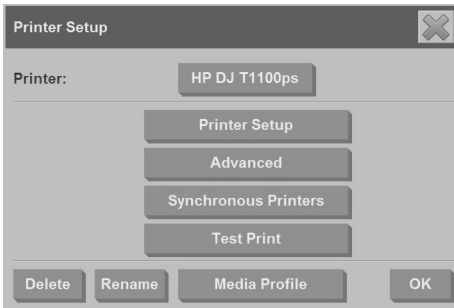 Printer Setup
Printer: HP DJ T1100ps
Printer Setup
Advanced
Synchronous Printers
Test Print
Delete Rename Media Profile OK